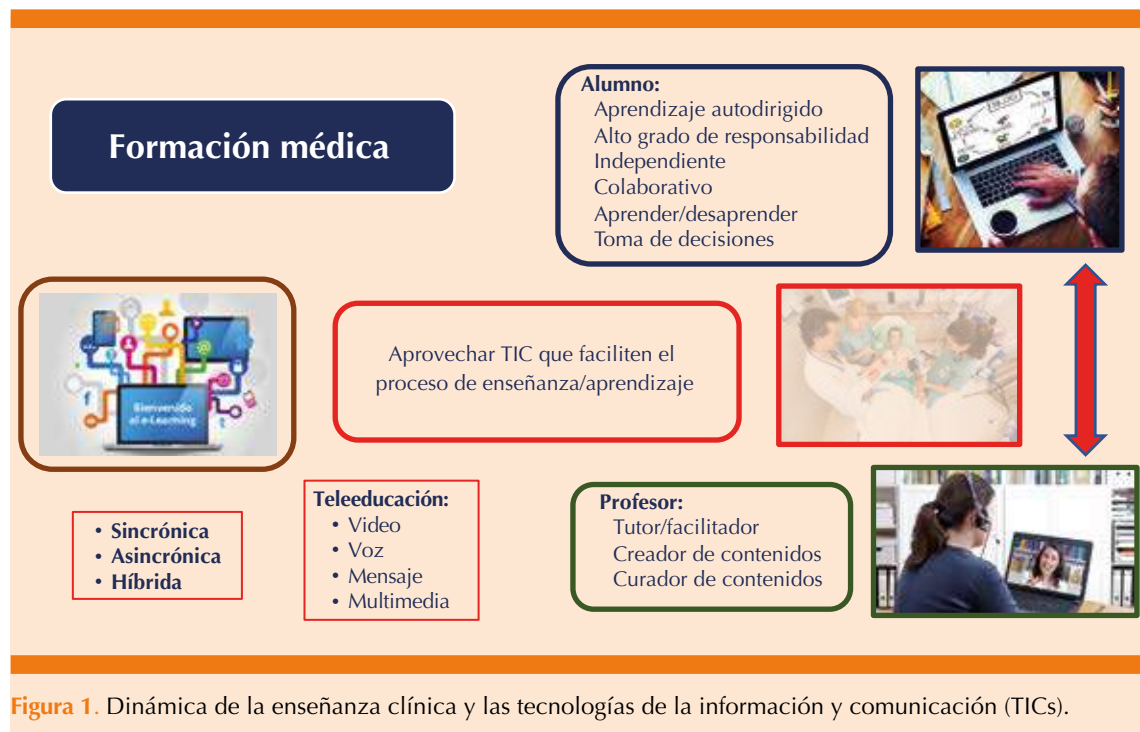 Formación médica
Alumno:
Aprendizaje autodirigido
Alto grado de responsabilidad
Independiente
Colaborativo
Aprender/desaprender
Toma de decisiones
Bienvenido
al e-Learning
Aprovechar TIC que faciliten el
proceso de enseñanza/aprendizaje
• Sincrónica
• Asincrónica
• Híbrida
Teleeducación:
• Video
• Voz
• Mensaje
• Multimedia
Profesor:
Tutor/facilitador
Creador de contenidos
Curador de contenidos
Figura 1. Dinámica de la enseñanza clínica y las tecnologías de la información y comunicación (TICs).